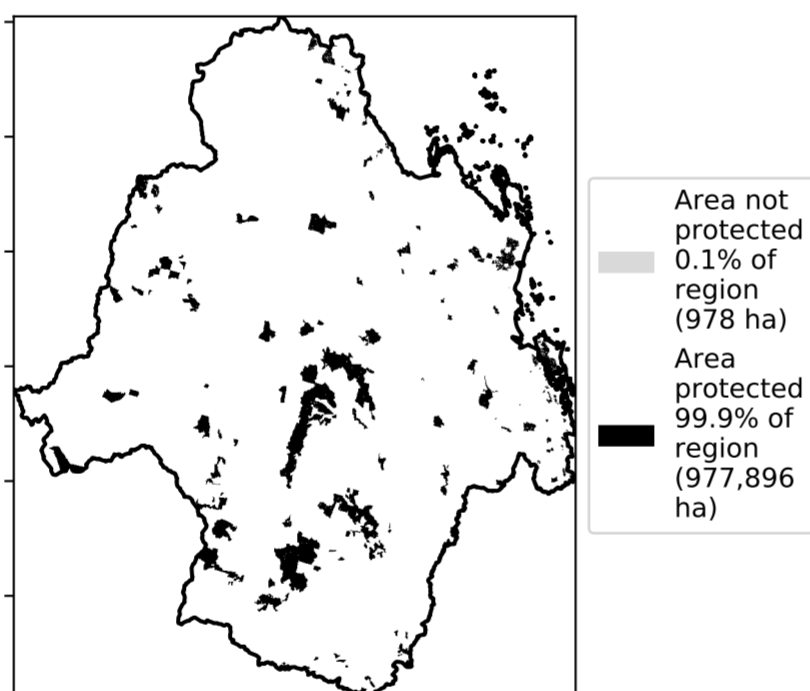 Area not
protected
0.1% of
region
(978 ha)
Area
protected
99.9% of
region
(977,896
ha)